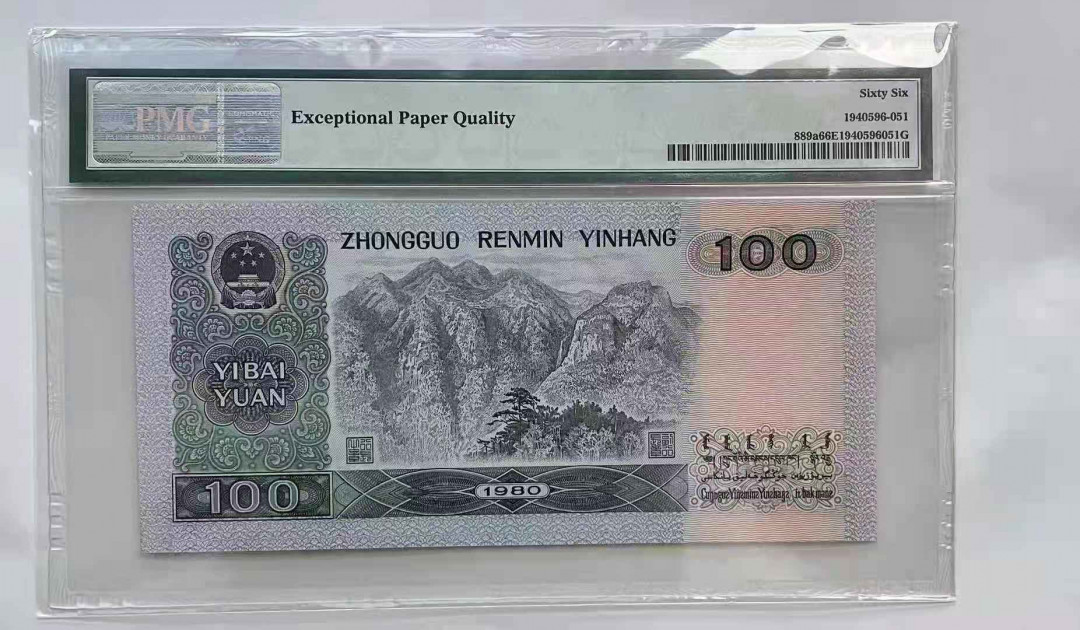 PMG
Exceptional Paper Quality
Sixty Six
1940596-051
889a66E1940596051G
ZHONGGUO RENMIN YINHANG
100
YIBAI
YUAN
100
1980